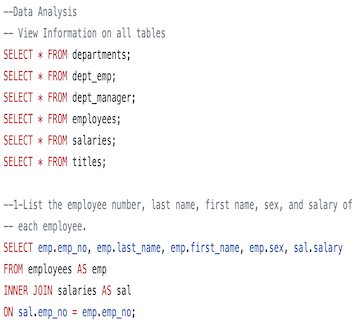 --Data Analysis
-- View Information on all tables
SELECT * FROM departments;
SELECT * FROM dept_emp;
SELECT * FROM dept_manager;
SELECT * FROM employees;
SELECT * FROM salaries;
SELECT * FROM titles;
--1-List the employee number, last name, first name, sex, and salary of
-- each employee.
SELECT emp.emp_no, emp.last_name, emp.first_name, emp.sex, sal.salary
FROM employees AS emp
INNER JOIN salaries AS sal
ON sal.emp_no = emp.emp_no;